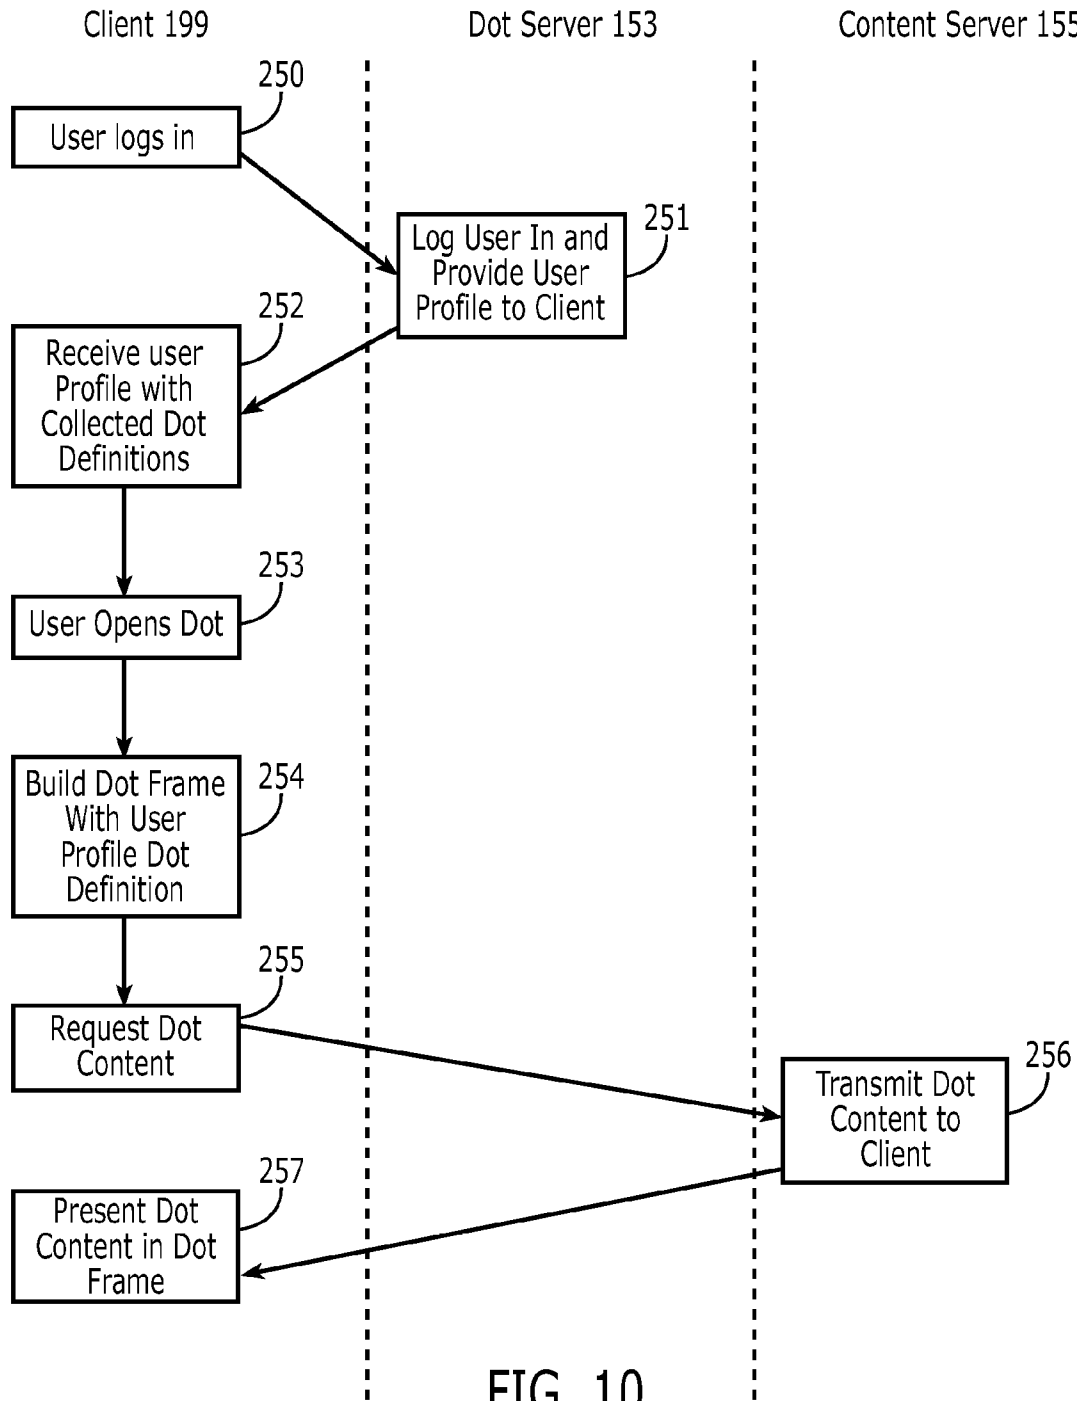 Client 199
Dot Server 153
Content Server 155
250
User logs in
251
Log User In and
Provide User
Profile to Client
252
Receive user
Profile with
Collected Dot
Definitions
253
User Opens Dot
254
Build Dot Frame
With User
Profile Dot
Definition
255
Request Dot
Content
256
Transmit Dot
Content to
Client
257
Present Dot
Content in Dot
Frame
FIG. 10